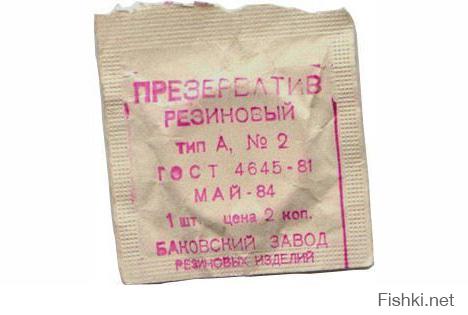 ПРЕЗЕРВАТИВ
РЕЗИНОВЫЙ
ТИП А, № 2
ГОСТ 4645-81
МАЙ-84
1 шт. цена 2 коп.
БАКОВСКИЙ ЗАВОД
РЕЗИНОВЫХ ИЗДЕЛИЙ
Fishki.net